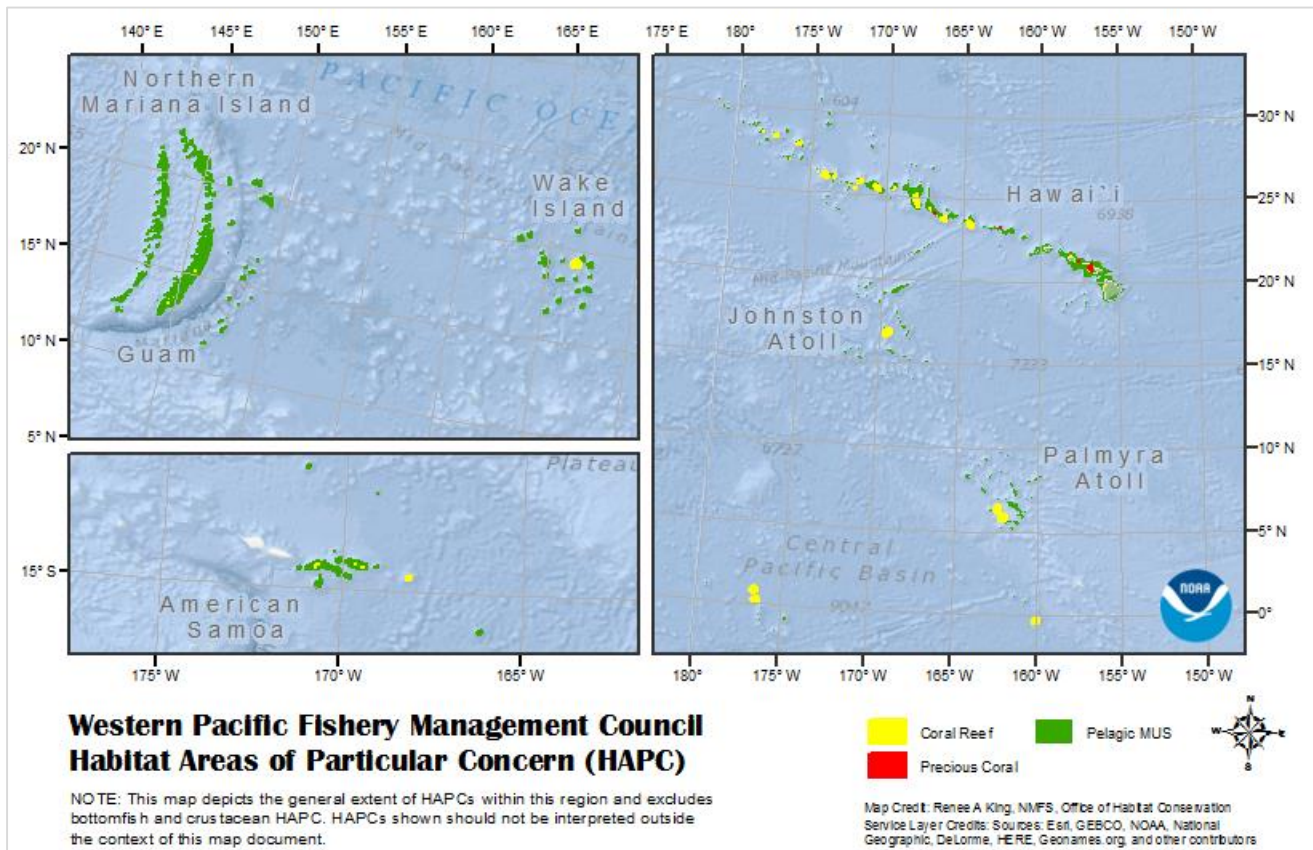 140° E 145° E 150° E 155° E 160° E 165° E
175° E 180° 175° W 170° W 165° W 160° W 155° W 150° W
Northern
Mariana Island
PACIFIC OCE
Mid Pacific
Wake
Island
Guam
20° N
15° N
10° N
5° N
604
Hawai`i
6938
Mid Pacific Mountains
Johnston
Atoll
7233
6727
Palmyra
Atoll
Central
Pacific Basin
9042
NOAA
30° N
25° N
20° N
15° N
10° N
5° N
0°
Plateau
15° S
American
Samoa
175° W 170° W 165° W
180° 175° W 170° W 165° W 160° W 155° W 150° W
Western Pacific Fishery Management Council
Habitat Areas of Particular Concern (HAPC)
NOTE: This map depicts the general extent of HAPCs within this region and excludes
bottomfish and crustacean HAPC. HAPCs shown should not be interpreted outside
the context of this map document.
Coral Reef
Pelagic MUS
Precious Coral
N
W E
S
Map Credit: Renee A King, NMFS, Office of Habitat Conservation
Service Layer Credits: Sources: Esri, GEBCO, NOAA, National
Geographic, DeLorme, HERE, Geonames.org, and other contributors